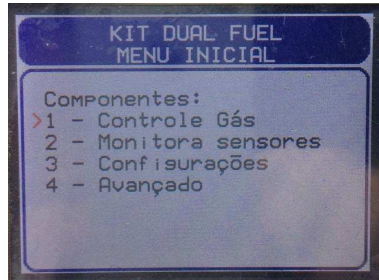 KIT DUAL FUEL
MENU INICIAL
Componentes:
>1 - Controle Gás
2 - Monitora sensores
3 - Configurações
4 - Avançado